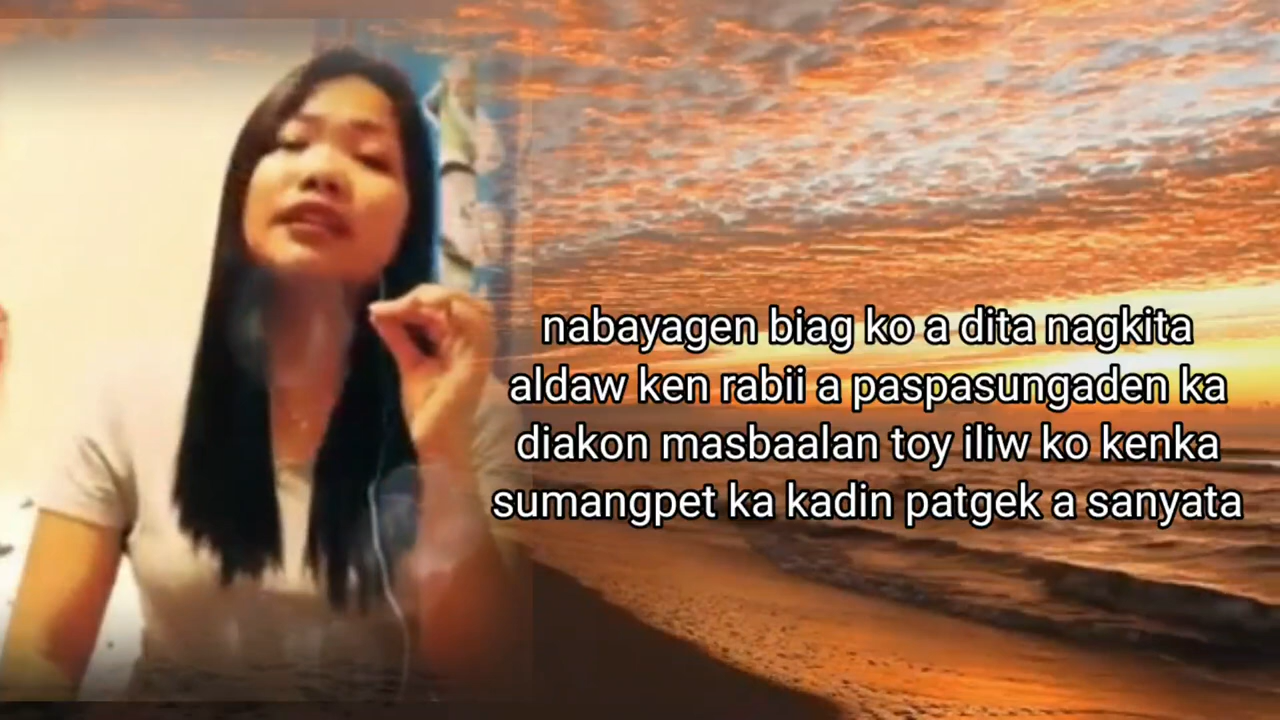 nabayagen biag ko a dita nagkita
aldaw ken rabii a paspasungaden ka
diakon masbaalan toy iliw ko kenka
sumangpet ka kadin patgek a sanyata